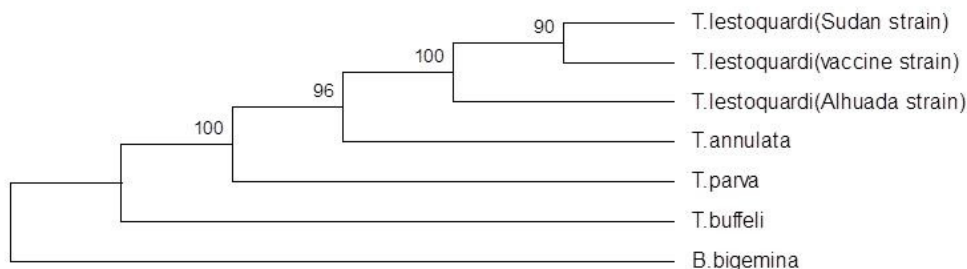 90
T.lestoquardi(Sudan strain)
100
T.lestoquardi(vaccine strain)
96
T.lestoquardi(Alhuada strain)
100
T.annulata
T.parva
T.buffeli
B.bigemina